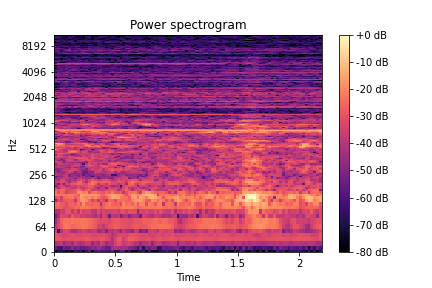 Power spectrogram
8192
4096
2048
1024
512
256
128
64
0
Hz
0
0.5
1
1.5
2
Time
+0 dB
-10 dB
-20 dB
-30 dB
-40 dB
-50 dB
-60 dB
-70 dB
-80 dB